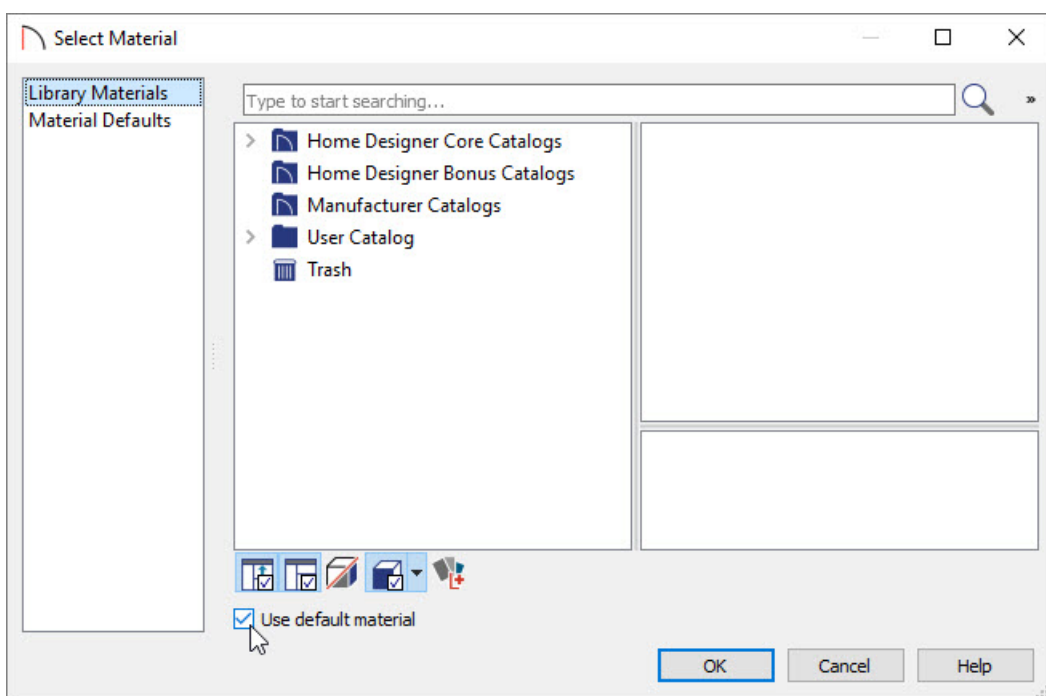 Select Material
Library Materials
Material Defaults
Type to start searching...
»
Home Designer Core Catalogs
Home Designer Bonus Catalogs
Manufacturer Catalogs
User Catalog
Trash
Use default material
OK
Cancel
Help